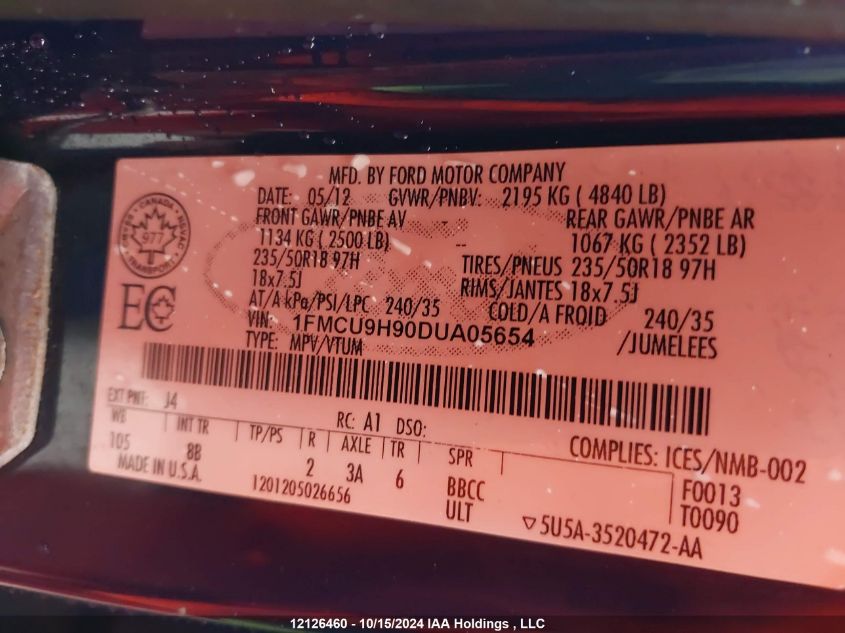 MFD. BY FORD MOTOR COMPANY
DATE: 05/12 GVWR/PNBV: 2195 KG ( 4840 LB)
FRONT GAWR/PNBE AV - REAR GAWR/PNBE AR
1134 KG ( 2500 LB) -- 1067 KG ( 2352 LB)
235/50R18 97H TIRES/PNEUS 235/50R18 97H
18x7.5J RIMS/JANTES 18x7.5J
AT/A kPa/PSI/LPC 240/35 COLD/A FROID 240/35
VIN: 1FMCU9H90DUA05654
TYPE: MPV/VTUM /JUMELEES
CANADA
977
TRANSPORT
EC
EXT PNT: J4 RC: A1 DSO:
WB INT TR TP/PS R AXLE TR SPR COMPLIES: ICES/NMB-002
105 8B 2 3A 6 BBCC F0013
MADE IN U.S.A. 1201205026656 ULT T0090
5U5A-3520472-AA
12126460 - 10/15/2024 IAA Holdings , LLC